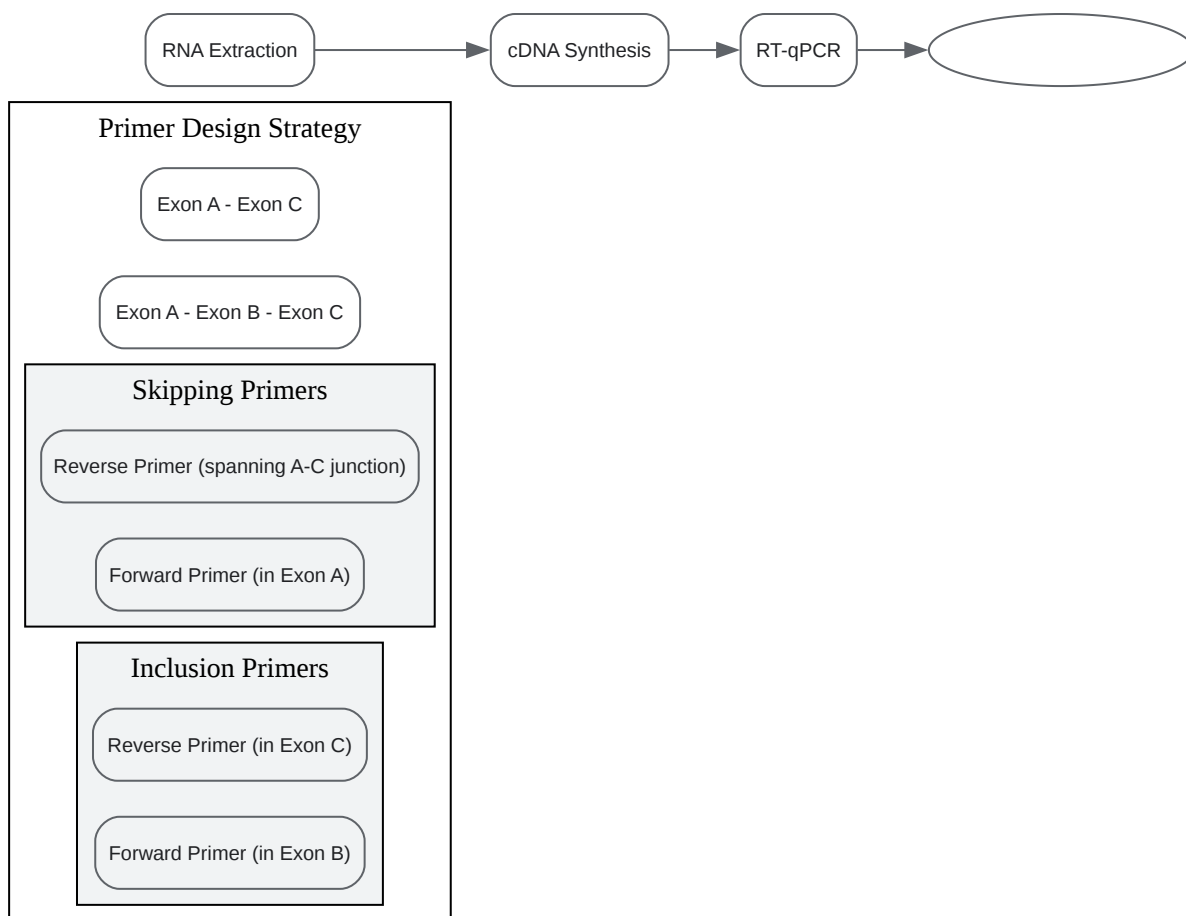 RNA Extraction
cDNA Synthesis
RT-qPCR
Primer Design Strategy
Exon A - Exon C
Exon A - Exon B - Exon C
Skipping Primers
Reverse Primer (spanning A-C junction)
Forward Primer (in Exon A)
Inclusion Primers
Reverse Primer (in Exon C)
Forward Primer (in Exon B)